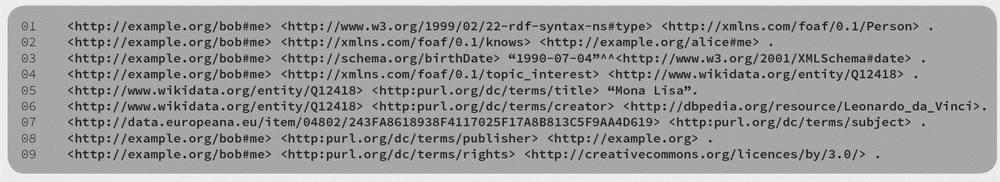 01 <http://example.org/bob#me> <http://www.w3.org/1999/02/22-rdf-syntax-ns#type> <http://xmlns.com/foaf/0.1/Person> .
02 <http://example.org/bob#me> <http://xmlns.com/foaf/0.1/knows> <http://example.org/alice#me> .
03 <http://example.org/bob#me> <http://schema.org/birthDate> “1990-07-04”^^<http://www.w3.org/2001/XMLSchema#date> .
04 <http://example.org/bob#me> <http://xmlns.com/foaf/0.1/topic_interest> <http://www.wikidata.org/entity/Q12418> .
05 <http://www.wikidata.org/entity/Q12418> <http:purl.org/dc/terms/title> “Mona Lisa”.
06 <http://www.wikidata.org/entity/Q12418> <http:purl.org/dc/terms/creator> <http://dbpedia.org/resource/Leonardo_da_Vinci>.
07 <http://data.europeana.eu/item/04802/243FA8618938F4117025F17A8B813C5F9AA4D619> <http:purl.org/dc/terms/subject> .
08 <http://example.org/bob#me> <http:purl.org/dc/terms/publisher> <http://example.org> .
09 <http://example.org/bob#me> <http:purl.org/dc/terms/rights> <http://creativecommons.org/licences/by/3.0/> .